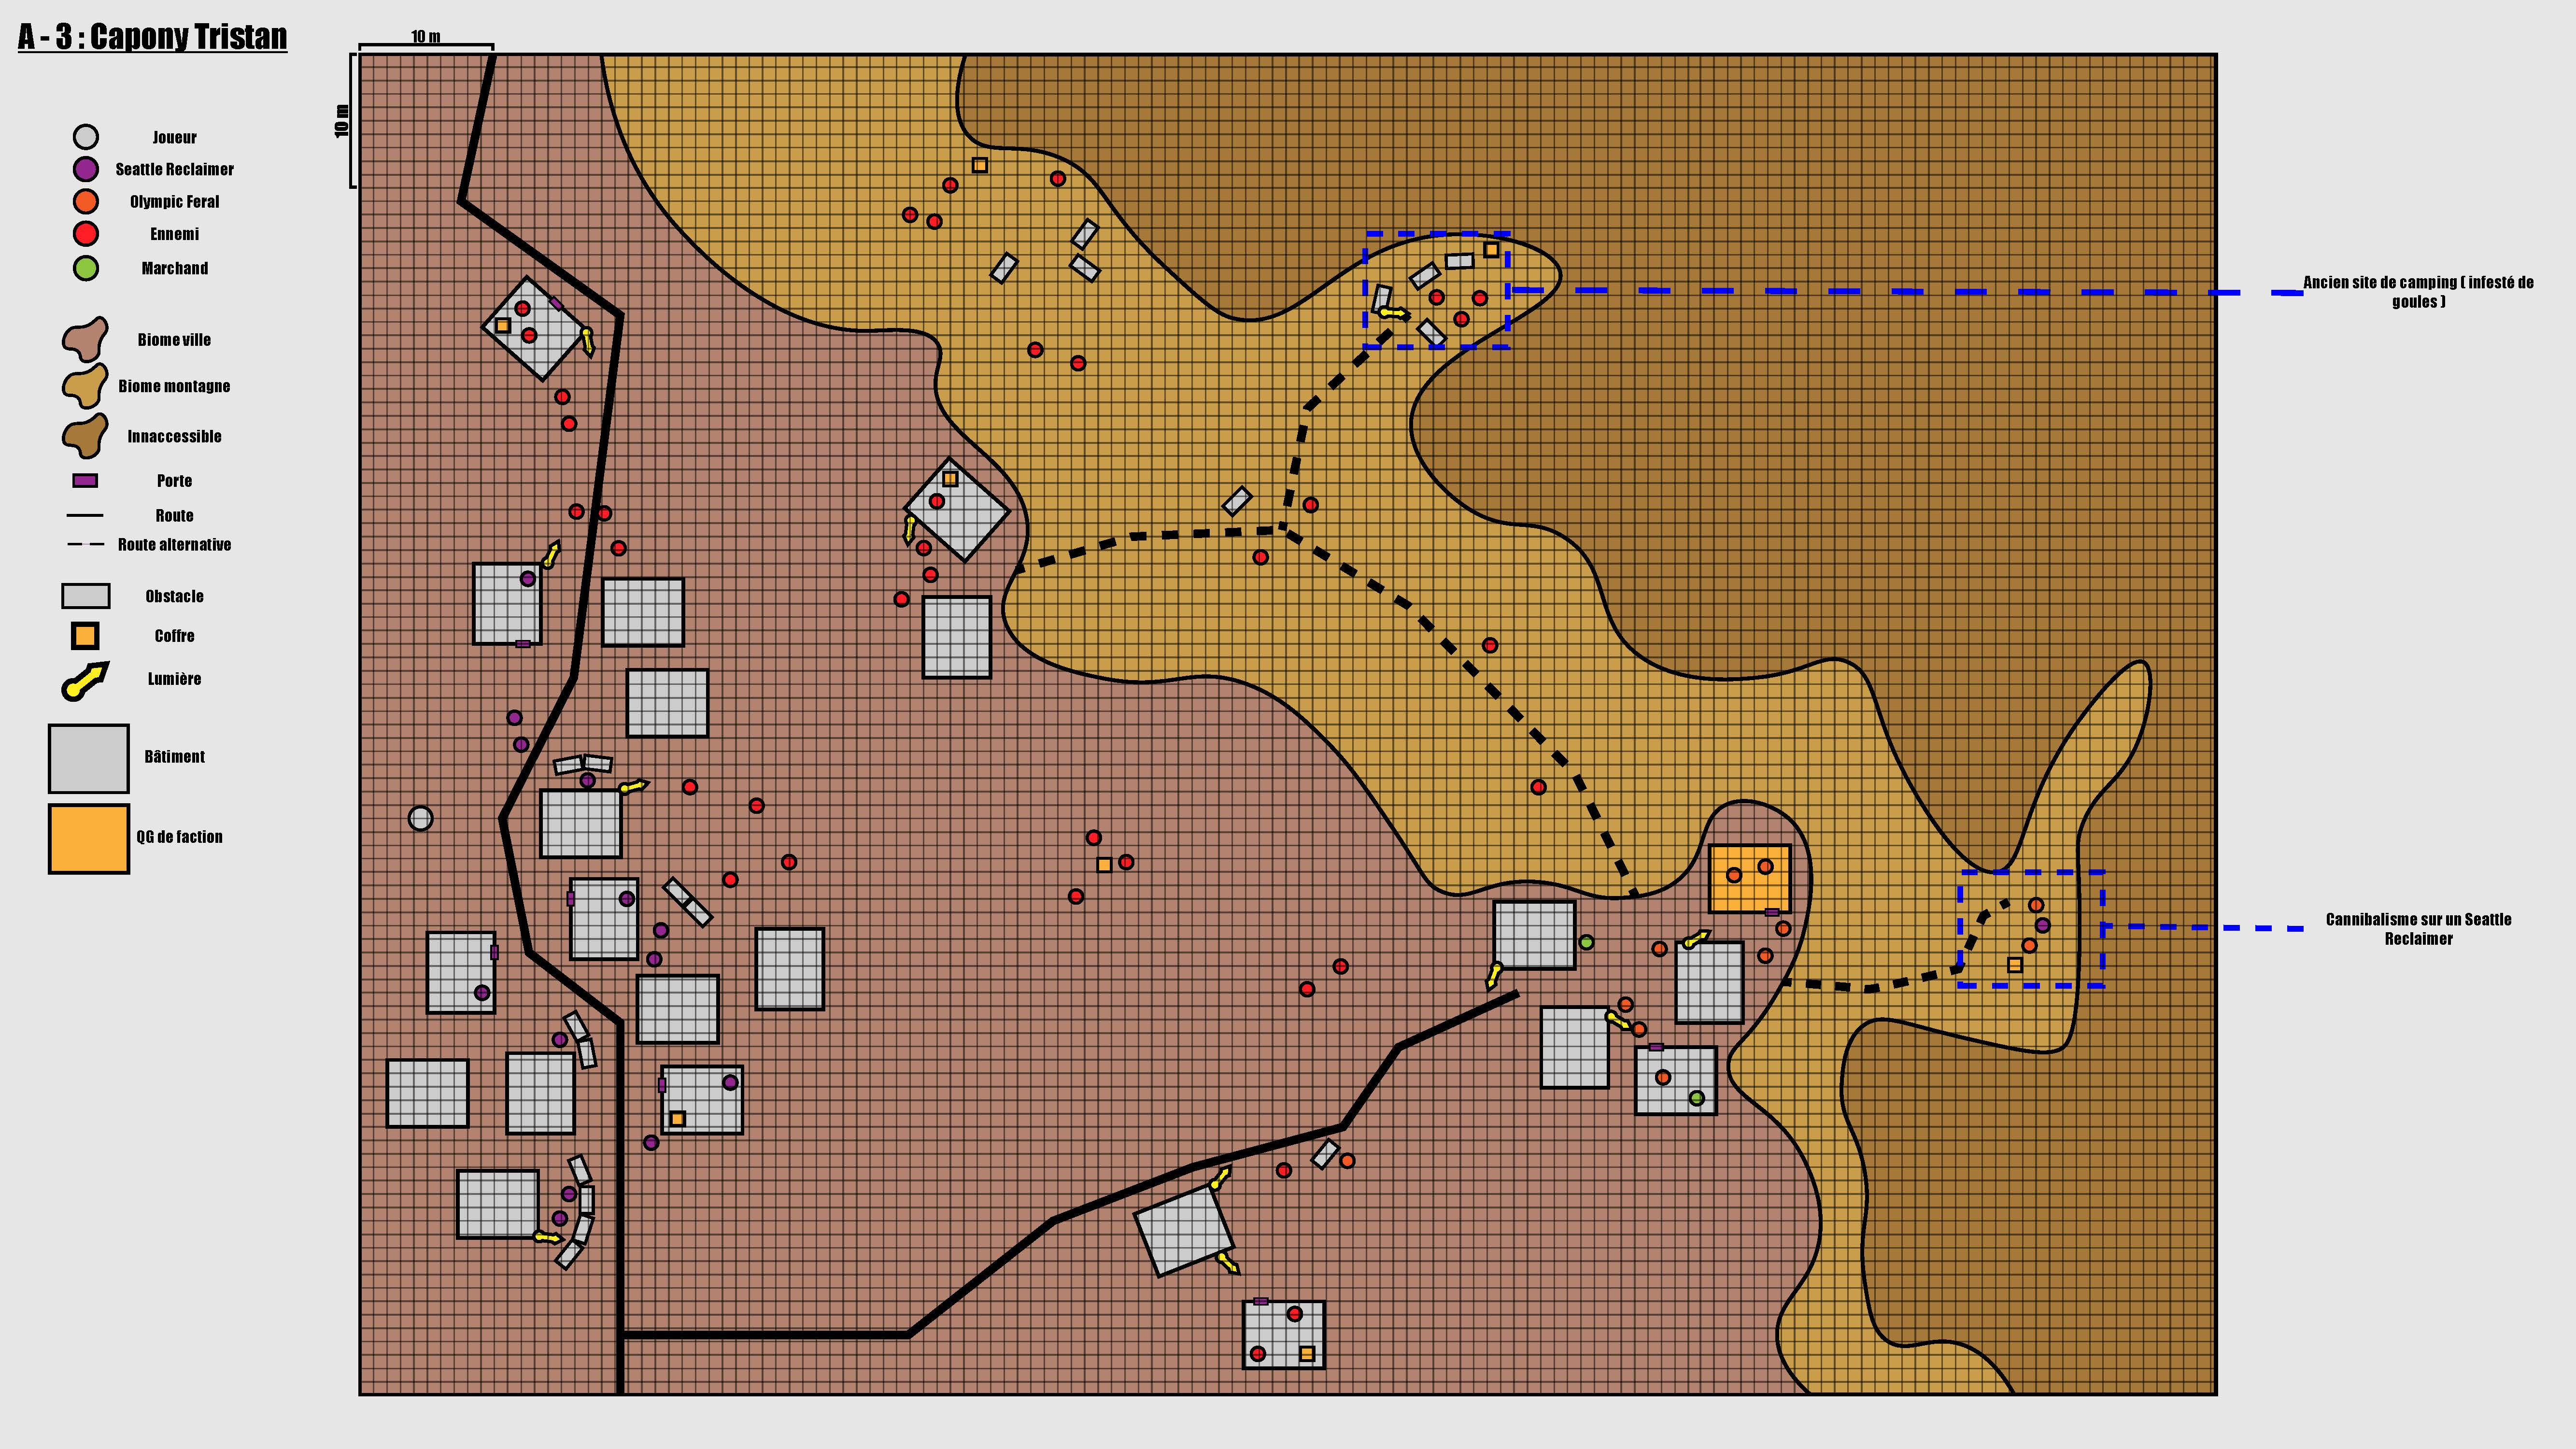 A - 3 : Capony Tristan
10 m
10 m
Joueur
Seattle Reclaimer
Olympic Feral
Ennemi
Marchand
Biome ville
Biome montagne
Innaccessible
Porte
Route
Route alternative
Obstacle
Coffre
Lumière
Bâtiment
QG de faction
Ancien site de camping ( infesté de
goules )
Cannibalisme sur un Seattle
Reclaimer